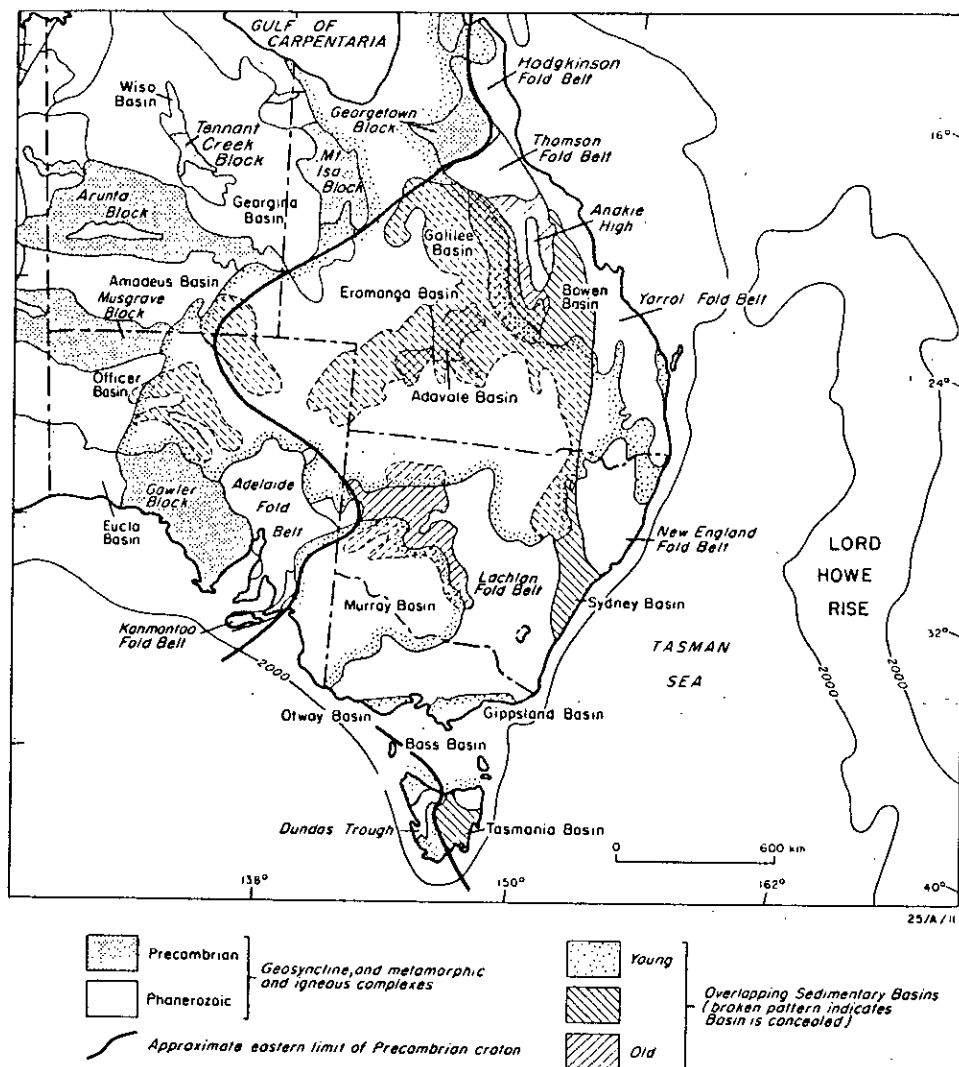 GULF OF
CARPENTARIA
Hodgkinson
Fold Belt
Wiso
Basin
Georgetown
Block
Tennant
Creek
Block
Mt.
Isa
Block
Thomson
Fold Belt
16°
Arunta
Block
Georgina
Basin
Anakie
High
Galilee
Basin
Amadeus Basin
Musgrave
Block
Eromanga Basin
Bowen
Basin
Yarrol Fold Belt
Officer
Basin
Adavale Basin
24°
Gawler
Block
Adelaide
Fold
Belt
Eucla
Basin
New England
Fold Belt
LORD
HOWE
RISE
Lachlan
Fold Belt
Murray Basin
Sydney Basin
Kanmantoo
Fold Belt
2000
TASMAN
SEA
32°
2000
2000
Otway Basin
Gippsland Basin
Bass Basin
Dundas Trough
Tasmania Basin
0 600 km
138° 150° 162° 40°
25/A/11
Precambrian
Phanerozoic
Geosyncline, and metamorphic
and igneous complexes
Approximate eastern limit of Precambrian craton
Young
Old
Overlapping Sedimentary Basins
(broken pattern indicates
Basin is concealed)